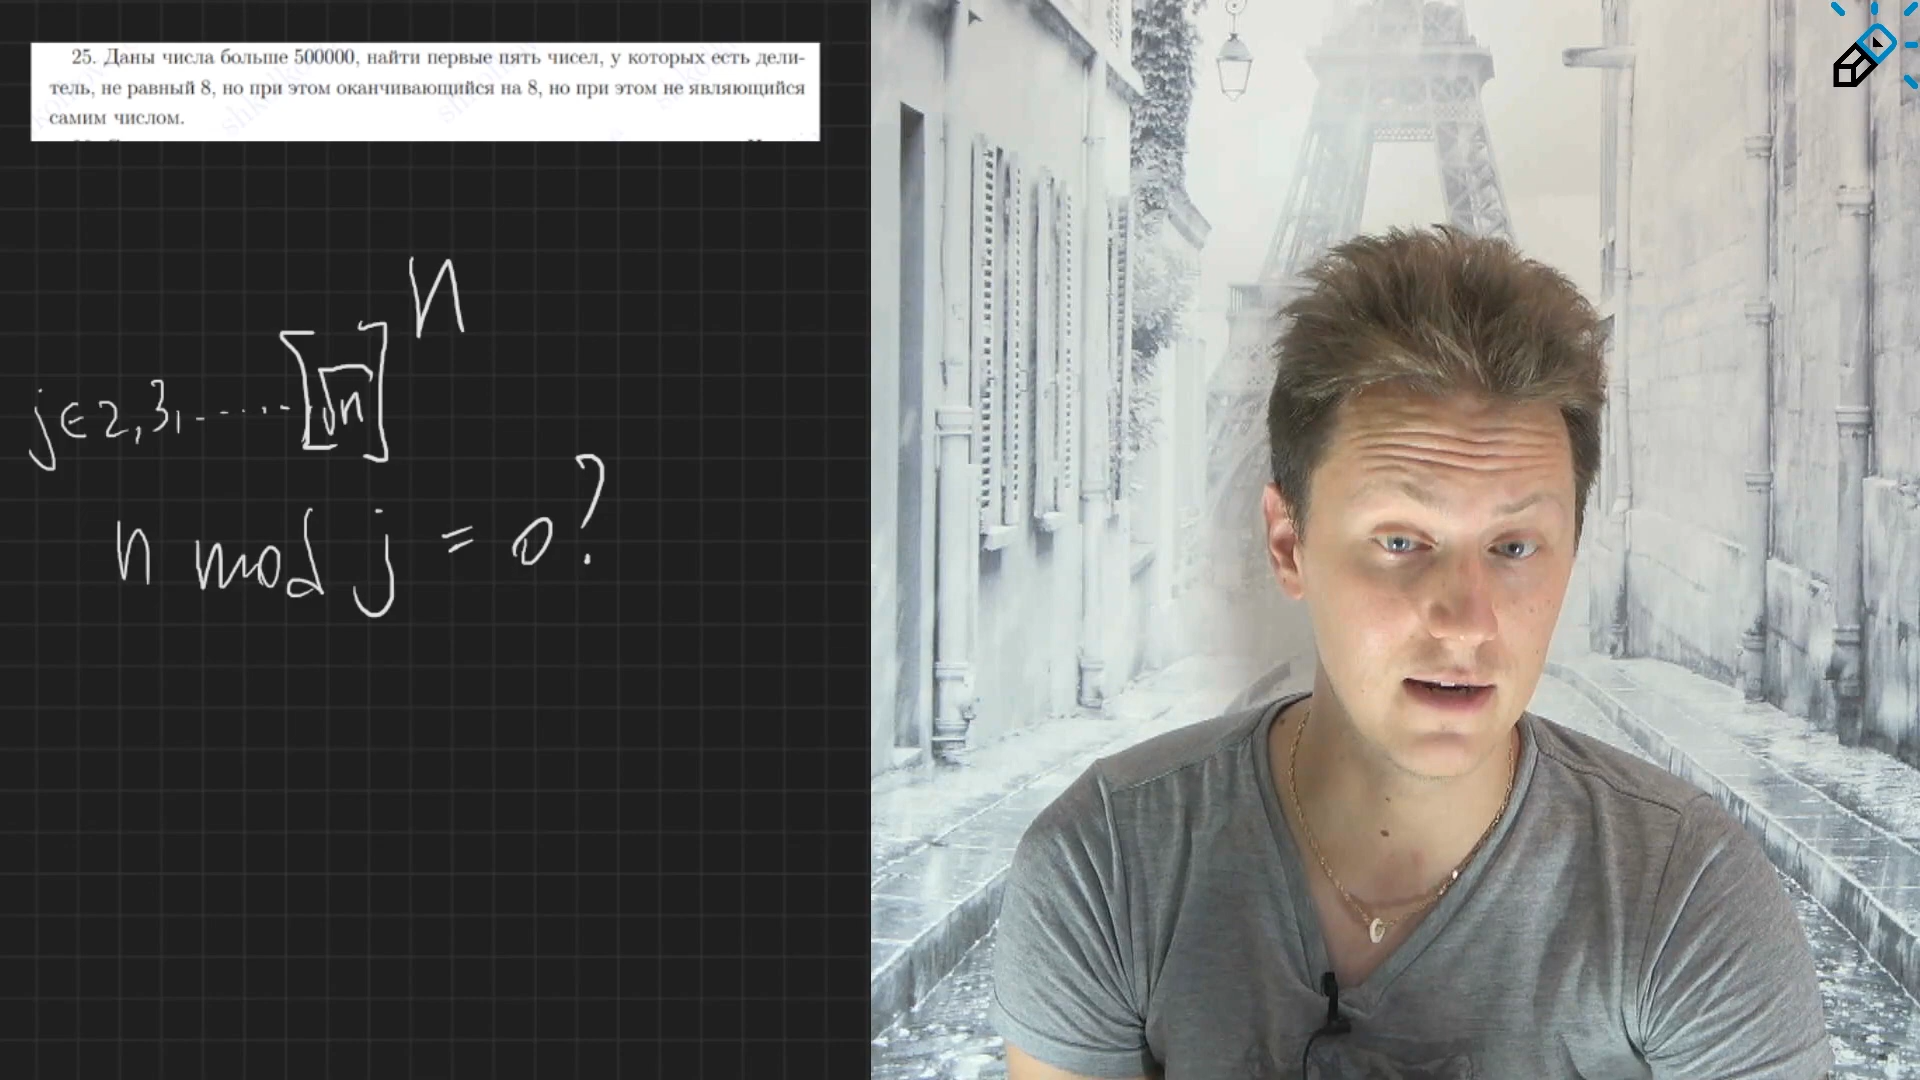 25. Даны числа больше 500000, найти первые пять чисел, у которых есть дели-
тель, не равный 8, но при этом оканчивающийся на 8, но при этом не являющийся
самим числом.
n
j ∈ 2, 3, ..... [√n]
n mod j = 0?